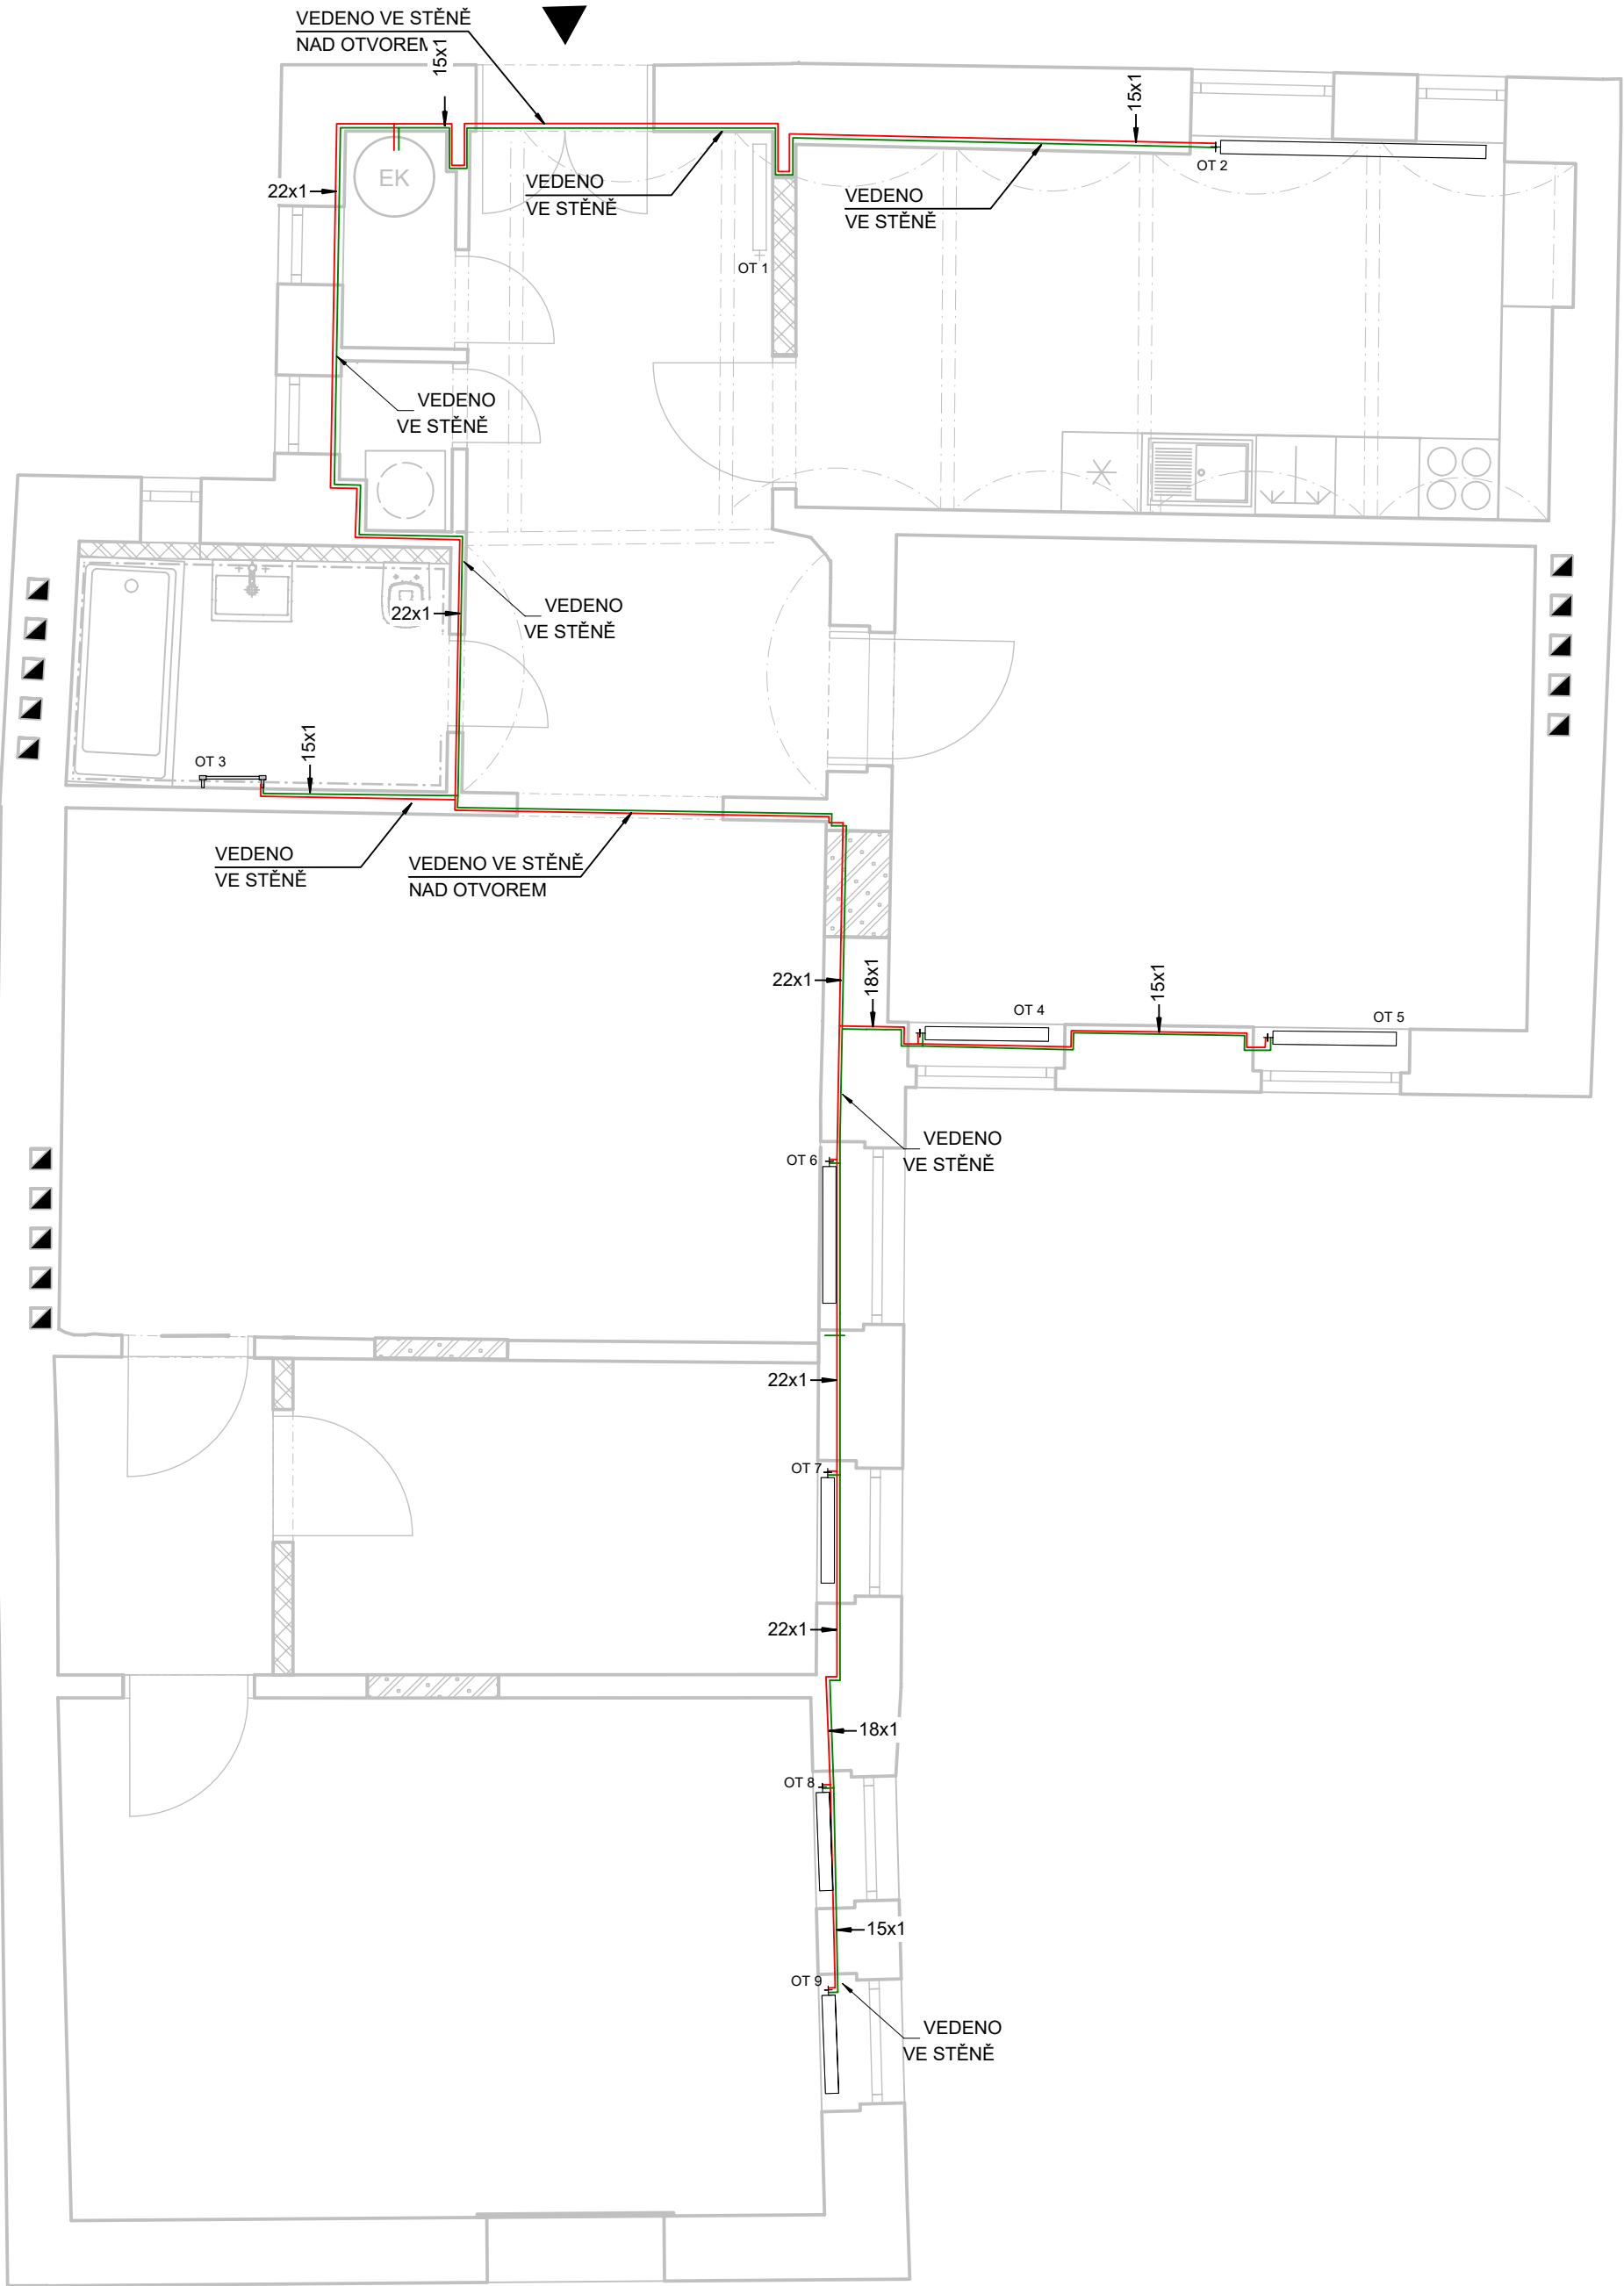 VEDENO VE STĚNĚ
NAD OTVOREM
15x1
15x1
EK
22x1
VEDENO
VE STĚNĚ
VEDENO
VE STĚNĚ
OT 2
OT 1
VEDENO
VE STĚNĚ
22x1
VEDENO
VE STĚNĚ
OT 3
15x1
VEDENO
VE STĚNĚ
VEDENO VE STĚNĚ
NAD OTVOREM
22x1
18x1
15x1
OT 4
OT 5
VEDENO
VE STĚNĚ
OT 6
22x1
OT 7
22x1
18x1
OT 8
15x1
OT 9
VEDENO
VE STĚNĚ